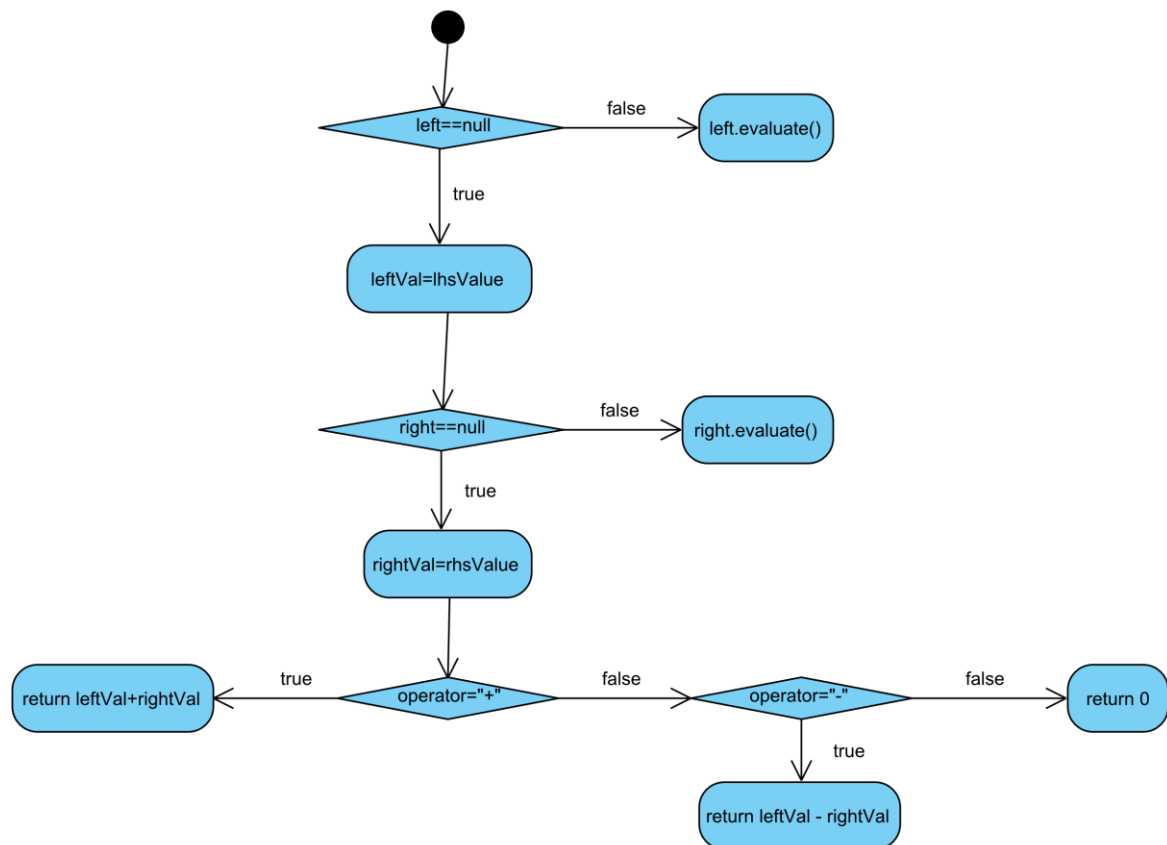 left==null
false
left.evaluate()
true
leftVal=lhsValue
right==null
false
right.evaluate()
true
rightVal=rhsValue
return leftVal+rightVal
true
operator="+"
false
operator="-"
false
return 0
true
return leftVal - rightVal